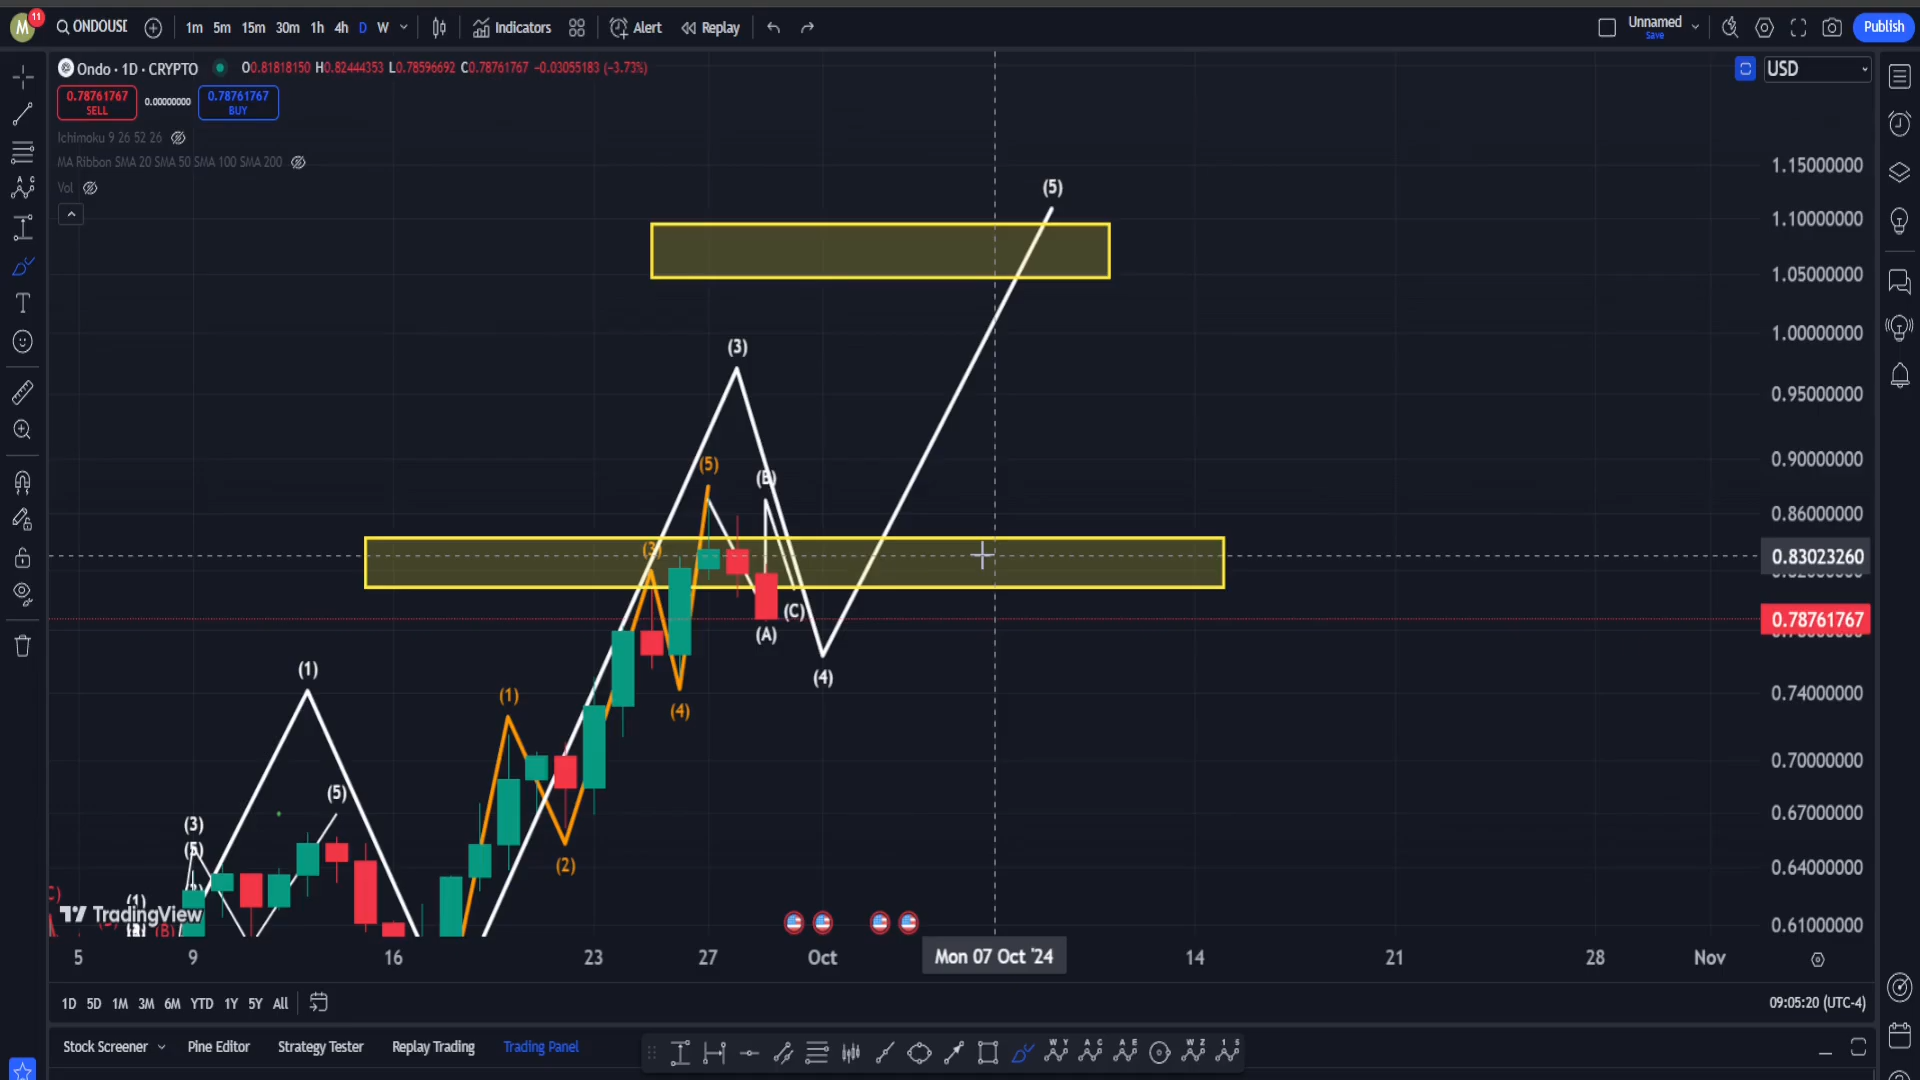 M 11 ONDOUSD 1m 5m 15m 30m 1h 4h D W Indicators Alert Replay Unnamed Save Publish
Ondo · 1D · CRYPTO O0.81818150 H0.82444353 L0.78596692 C0.78761767 −0.03055183 (−3.73%) USD
0.78761767 SELL 0.00000000 0.78761767 BUY
Ichimoku 9 26 52 26
MA Ribbon SMA 20 SMA 50 SMA 100 SMA 200
Vol
1.15000000
(5)
1.10000000
1.05000000
1.00000000
(3)
0.95000000
0.90000000
(5)
(B)
0.86000000
(3)
0.83023260
(C)
0.78761767
(A)
(1)
(4)
0.74000000
(1)
(4)
0.70000000
(5)
0.67000000
(3)
(5)
(2)
0.64000000
(1)
TradingView
(B)
0.61000000
5 9 16 23 27 Oct Mon 07 Oct '24 14 21 28 Nov
1D 5D 1M 3M 6M YTD 1Y 5Y All 09:05:20 (UTC-4)
Stock Screener Pine Editor Strategy Tester Replay Trading Trading Panel